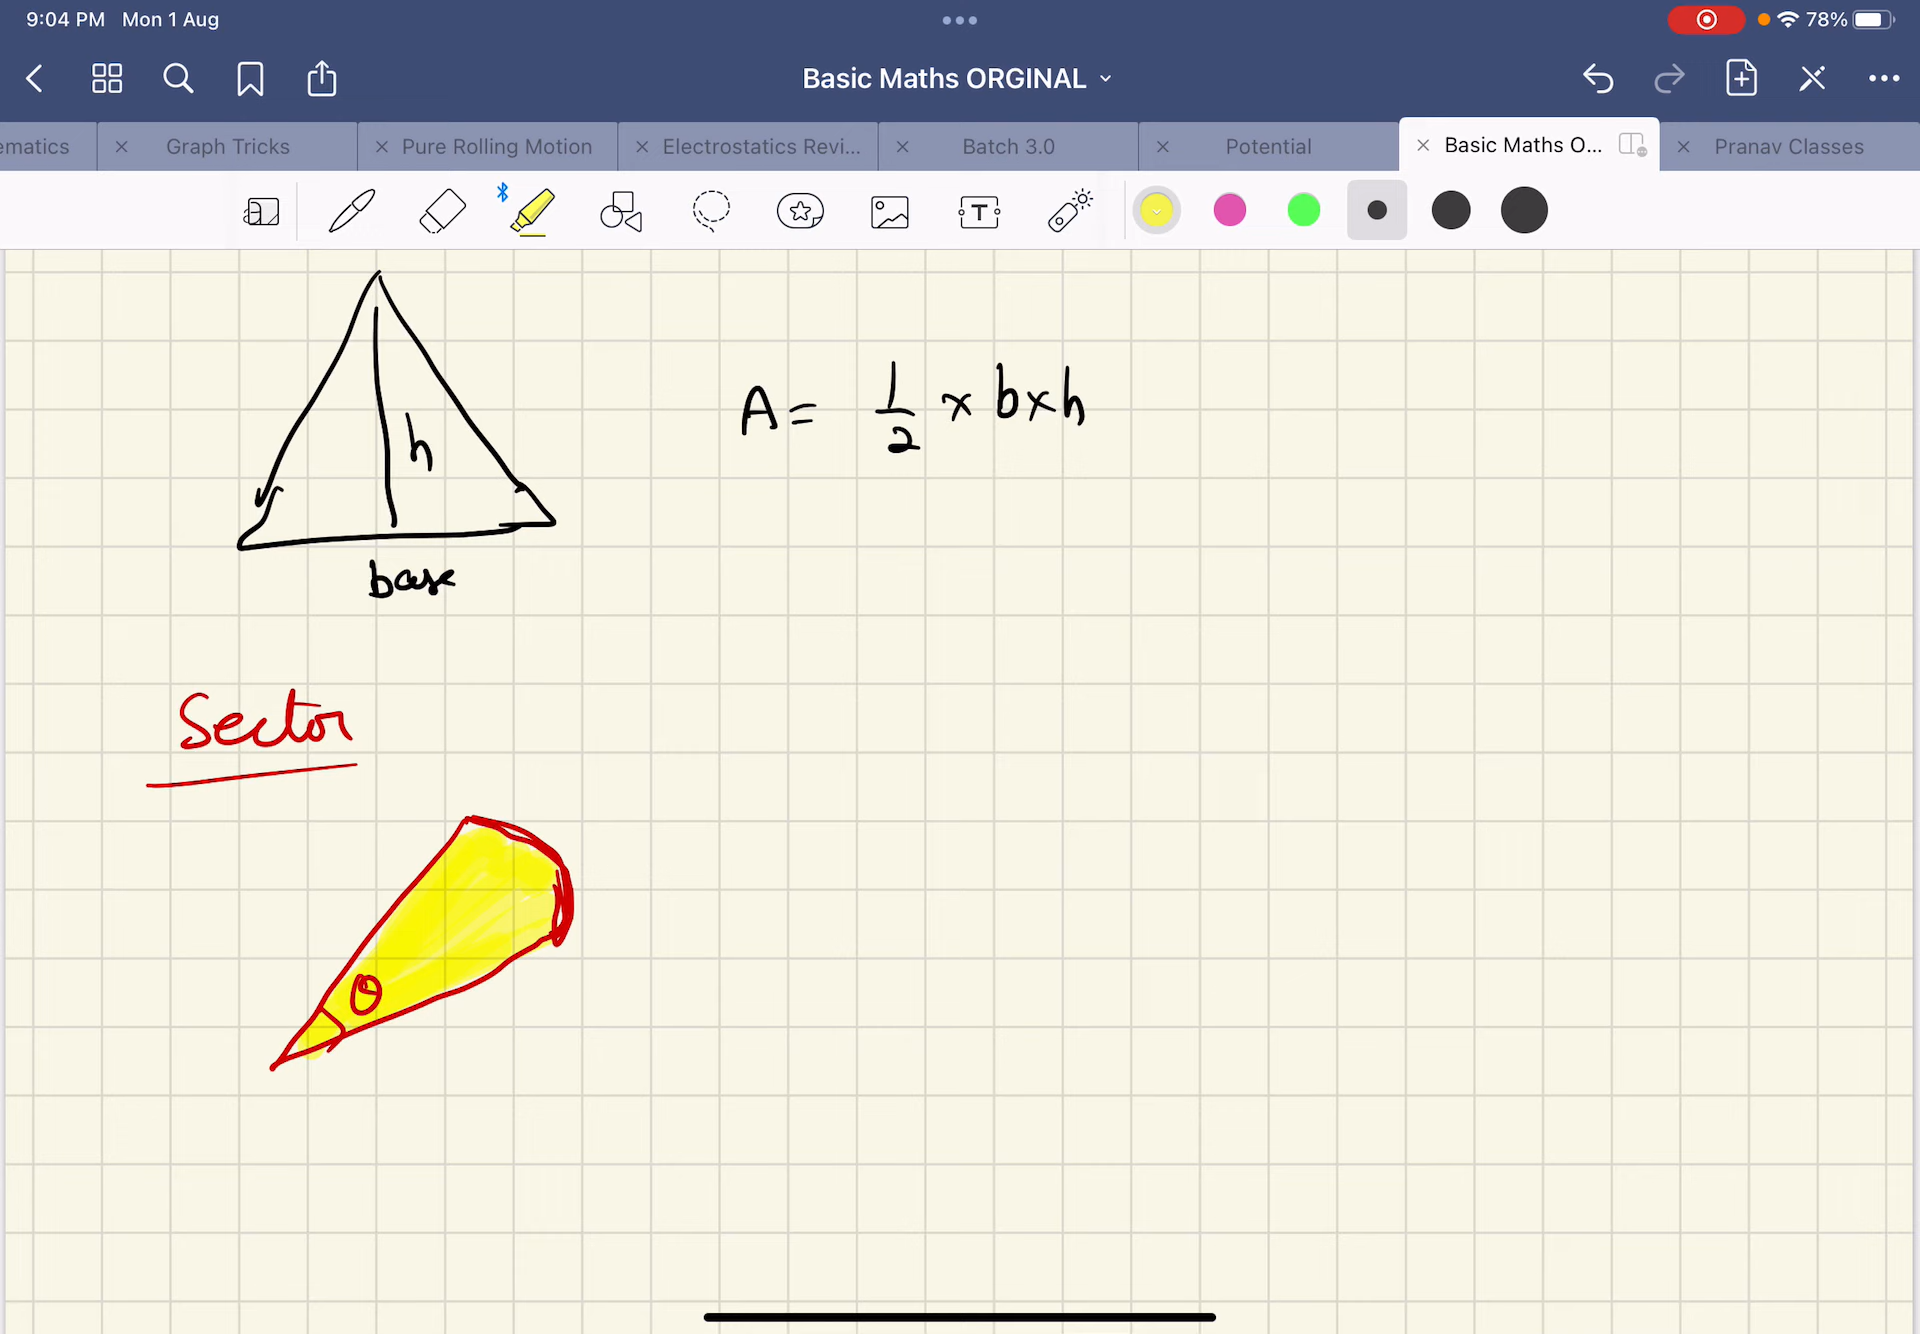 9:04 PM Mon 1 Aug
78%
Basic Maths ORGINAL
ematics
Graph Tricks
Pure Rolling Motion
Electrostatics Revi...
Batch 3.0
Potential
Basic Maths O...
Pranav Classes
A = 1/2 × b × h
h
base
Sector
θ